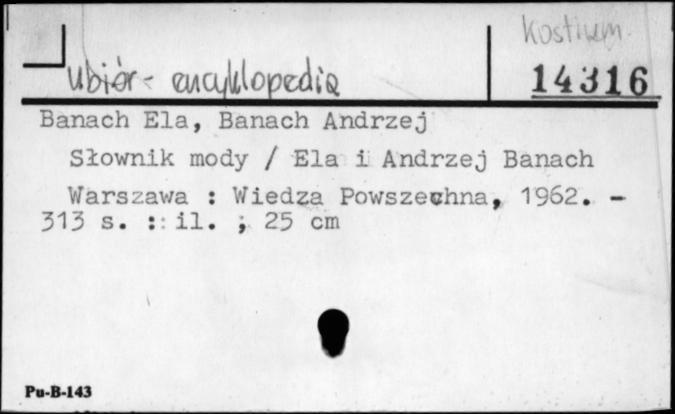 Kostium
Ubiór - encyklopedia
14316
Banach Ela, Banach Andrzej
Słownik mody / Ela i Andrzej Banach
Warszawa : Wiedza Powszechna, 1962. -
313 s. : il. ; 25 cm
Pu-B-143